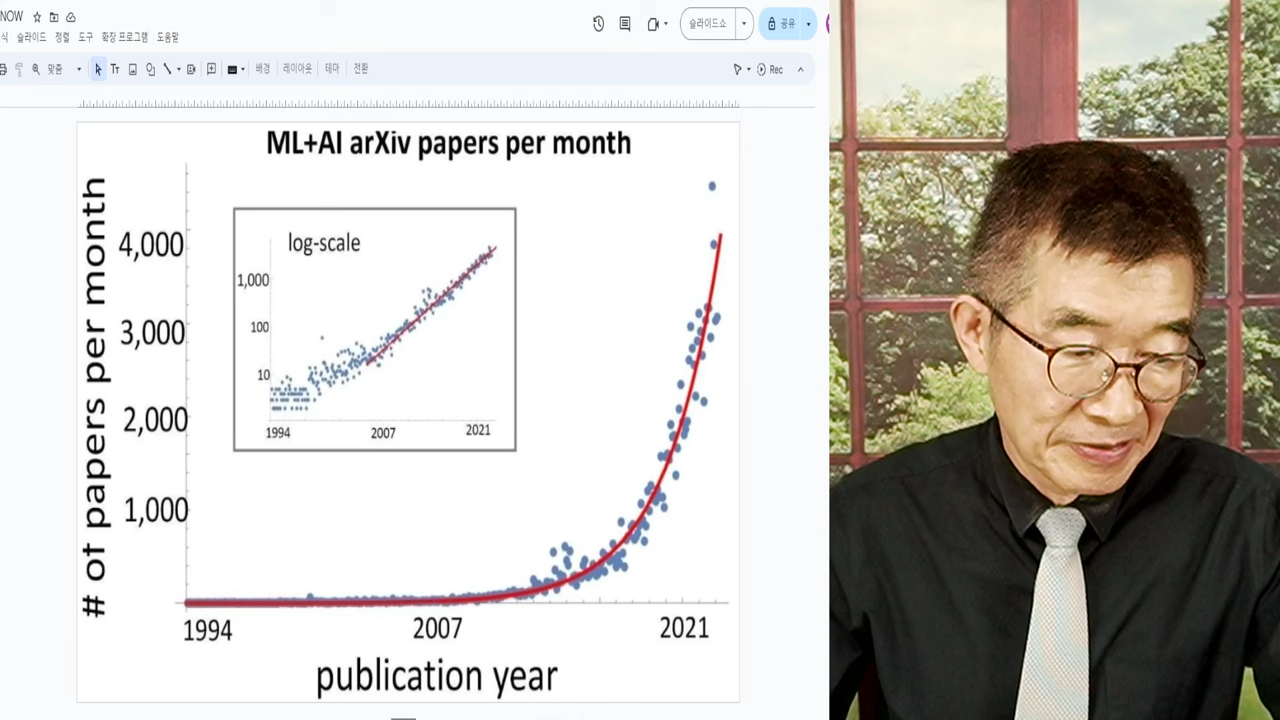 NOW
슬라이드쇼
공유
식 슬라이드 정렬 도구 확장 프로그램 도움말
맞춤 Tт 배경 레이아웃 테마 전환 Rec
ML+AI arXiv papers per month
# of papers per month
4,000
3,000
2,000
1,000
log-scale
1,000
100
10
1994 2007 2021
1994 2007 2021
publication year